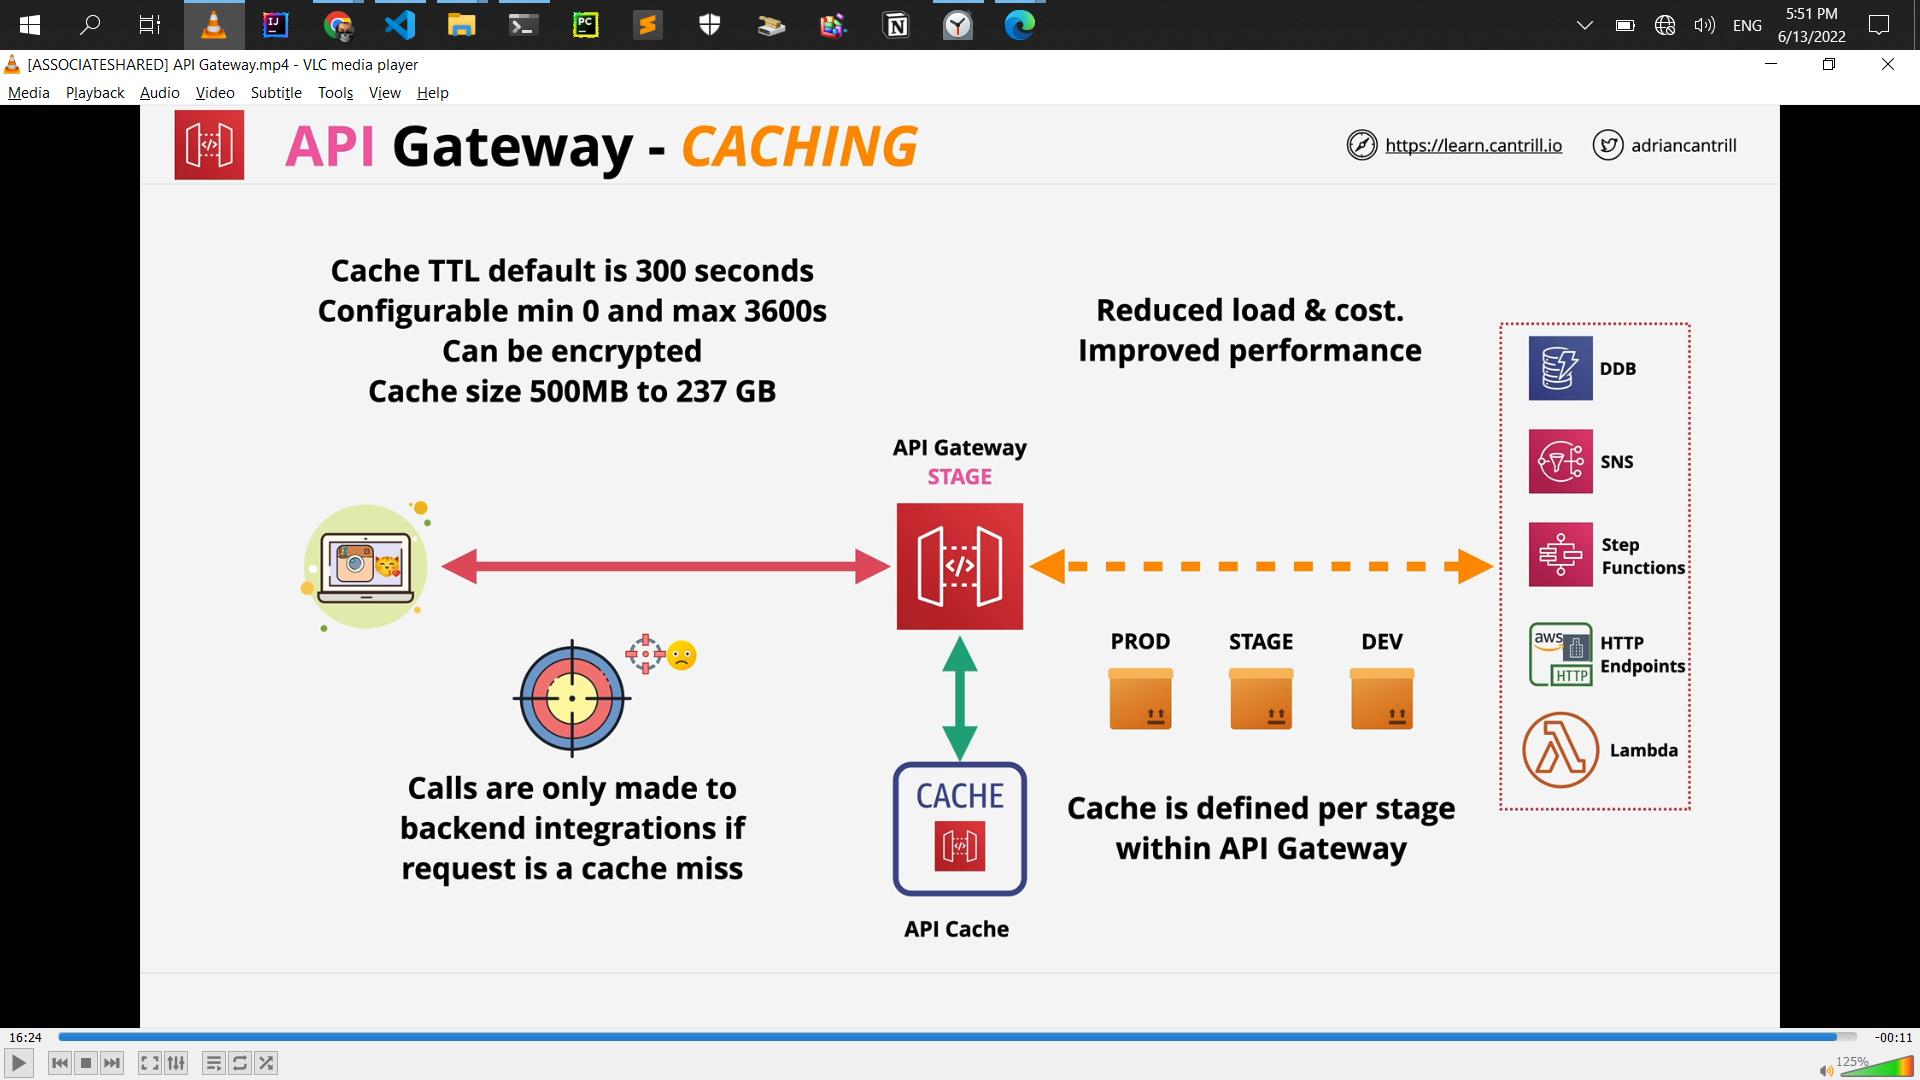 ENG
5:51 PM
6/13/2022
[ASSOCIATESHARED] API Gateway.mp4 - VLC media player
Media Playback Audio Video Subtitle Tools View Help
API Gateway - CACHING
https://learn.cantrill.io
adriancantrill
Cache TTL default is 300 seconds
Configurable min 0 and max 3600s
Can be encrypted
Cache size 500MB to 237 GB
Reduced load & cost.
Improved performance
API Gateway
STAGE
DDB
SNS
Step
Functions
aws
HTTP
HTTP
Endpoints
Lambda
PROD
STAGE
DEV
Calls are only made to
backend integrations if
request is a cache miss
CACHE
API Cache
Cache is defined per stage
within API Gateway
16:24
-00:11
125%